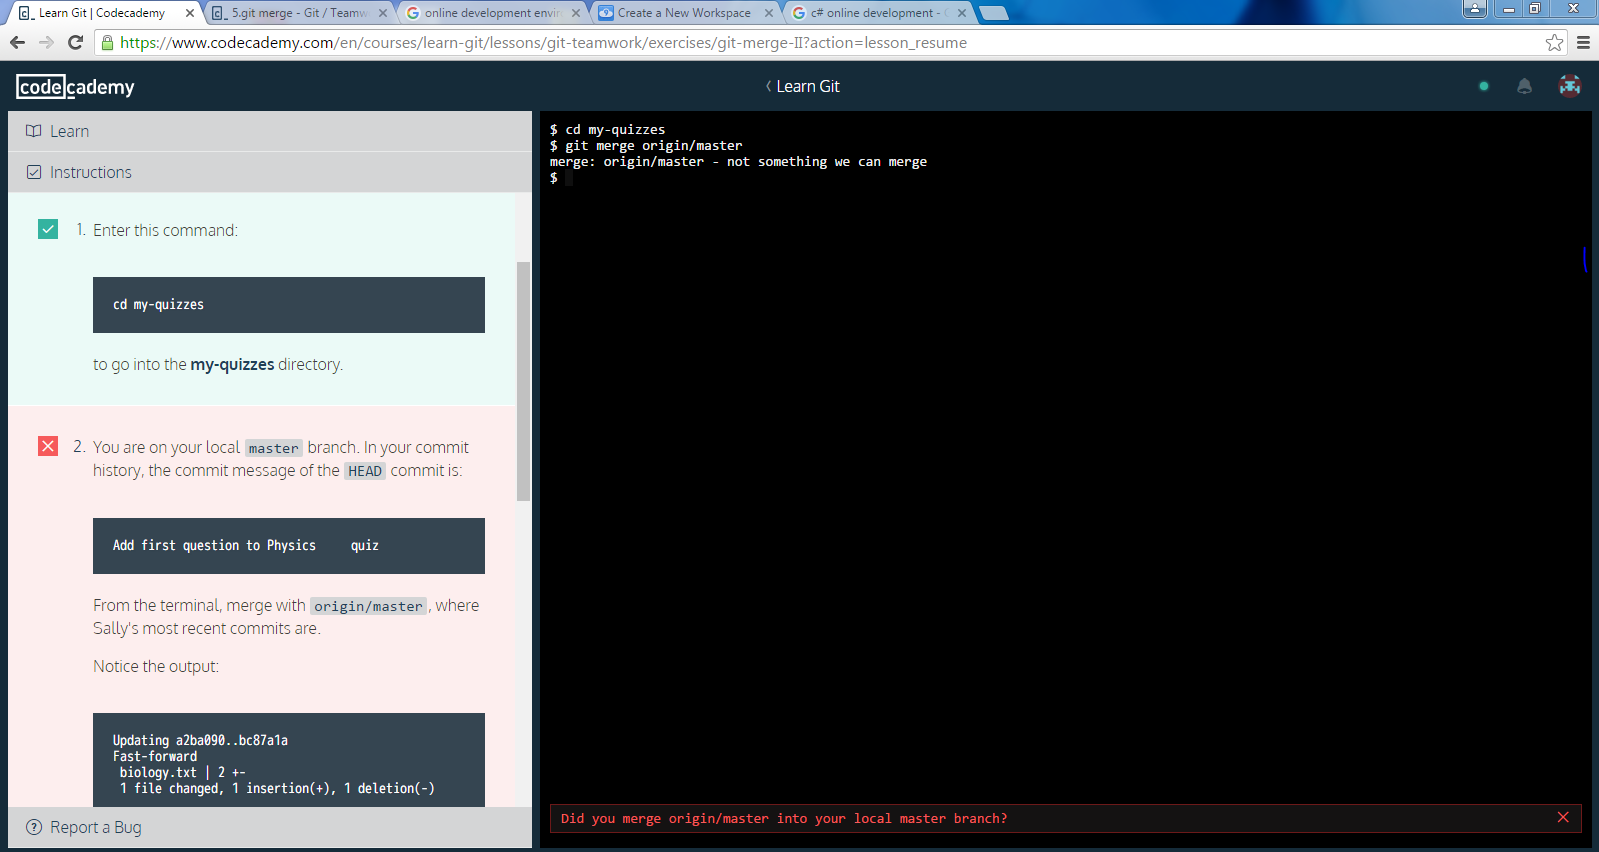 Learn Git | Codecademy
5.git merge - Git / Teamw
online development envir
Create a New Workspace
c# online development -
https://www.codecademy.com/en/courses/learn-git/lessons/git-teamwork/exercises/git-merge-II?action=lesson_resume
codecademy
Learn Git
Learn
Instructions
1. Enter this command:
cd my-quizzes
to go into the my-quizzes directory.
2. You are on your local master branch. In your commit
history, the commit message of the HEAD commit is:
Add first question to Physics quiz
From the terminal, merge with origin/master, where
Sally's most recent commits are.
Notice the output:
Updating a2ba090..bc87a1a
Fast-forward
biology.txt | 2 +-
1 file changed, 1 insertion(+), 1 deletion(-)
Report a Bug
$ cd my-quizzes
$ git merge origin/master
merge: origin/master - not something we can merge
$
Did you merge origin/master into your local master branch?